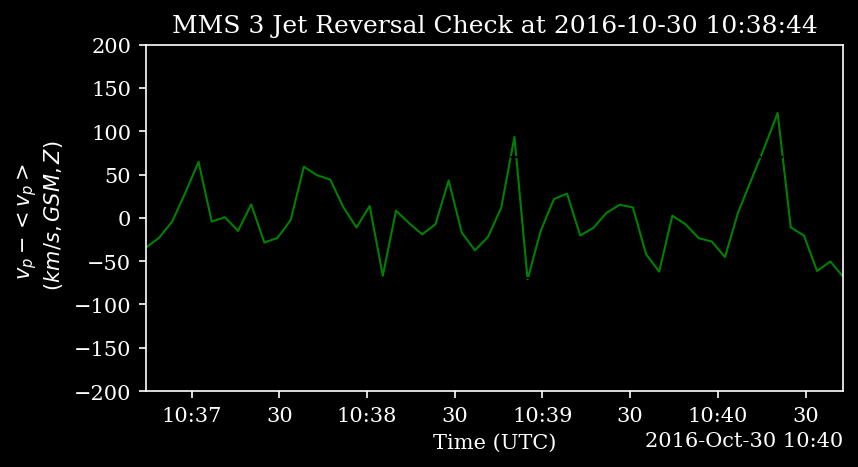 MMS 3 Jet Reversal Check at 2016-10-30 10:38:44
200
150
100
50
0
−50
−100
−150
−200
v_p − <v_p>
(km/s, GSM, Z)
10:37 30 10:38 30 10:39 30 10:40 30
Time (UTC)
2016-Oct-30 10:40